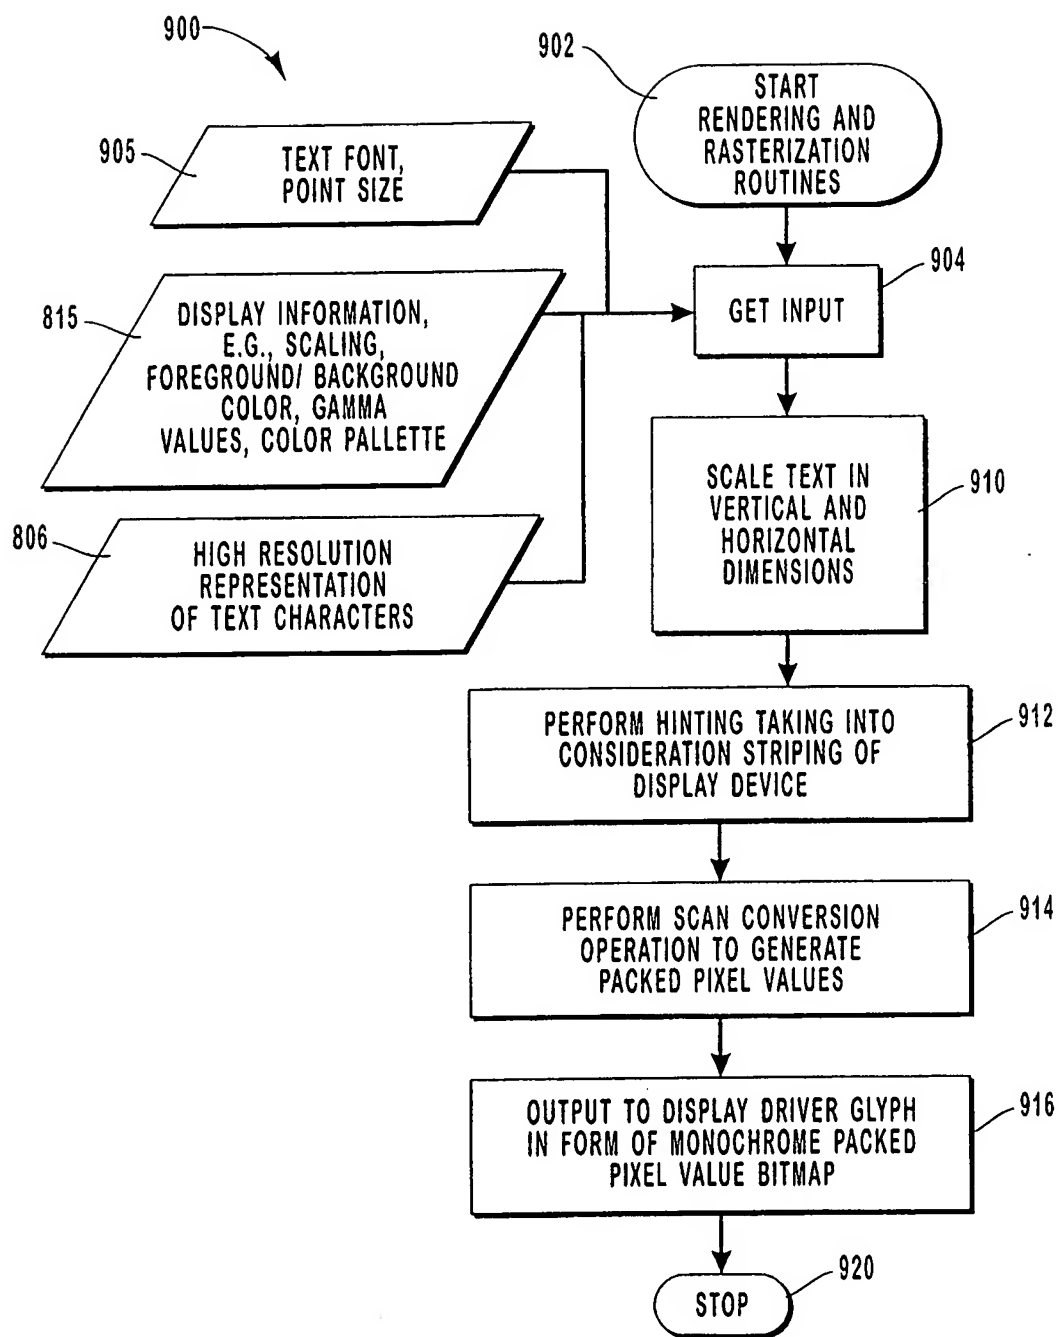 900
902
START
RENDERING AND
RASTERIZATION
ROUTINES
905
TEXT FONT,
POINT SIZE
904
GET INPUT
815
DISPLAY INFORMATION,
E.G., SCALING,
FOREGROUND/ BACKGROUND
COLOR, GAMMA
VALUES, COLOR PALLETTE
910
SCALE TEXT IN
VERTICAL AND
HORIZONTAL
DIMENSIONS
806
HIGH RESOLUTION
REPRESENTATION
OF TEXT CHARACTERS
912
PERFORM HINTING TAKING INTO
CONSIDERATION STRIPING OF
DISPLAY DEVICE
914
PERFORM SCAN CONVERSION
OPERATION TO GENERATE
PACKED PIXEL VALUES
916
OUTPUT TO DISPLAY DRIVER GLYPH
IN FORM OF MONOCHROME PACKED
PIXEL VALUE BITMAP
920
STOP